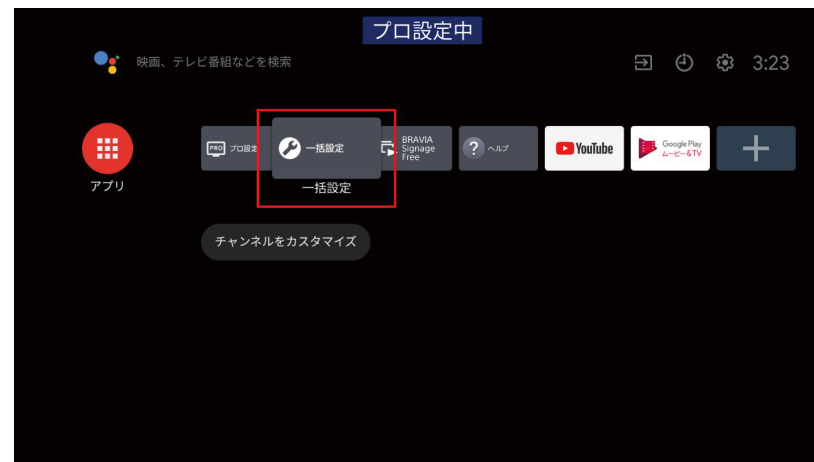 プロ設定中
映画、テレビ番組などを検索
3:23
PRO プロ設定
一括設定
BRAVIA
Signage
Free
? ヘルプ
YouTube
Google Play
ムービー&TV
アプリ
一括設定
チャンネルをカスタマイズ